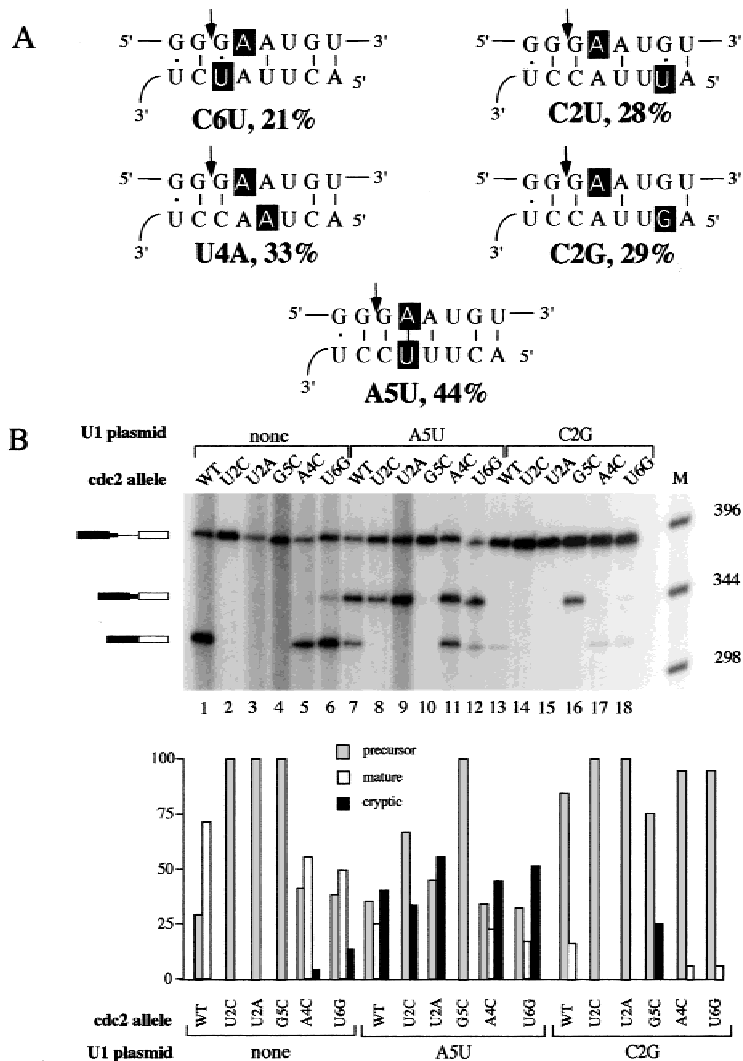 A
5' G G G A A U G U 3'
U C U A U U C A 5'
3'
C6U, 21%
5' G G G A A U G U 3'
U C C A U U U A 5'
3'
C2U, 28%
5' G G G A A U G U 3'
U C C A A U C A 5'
3'
U4A, 33%
5' G G G A A U G U 3'
U C C A U U G A 5'
3'
C2G, 29%
5' G G G A A U G U 3'
U C C U U U C A 5'
3'
A5U, 44%
B
U1 plasmid none A5U C2G
cdc2 allele WT U2C U2A G5C A4C U6G WT U2C U2A G5C A4C U6G WT U2C U2A G5C A4C U6G M
396
344
298
1 2 3 4 5 6 7 8 9 10 11 12 13 14 15 16 17 18
precursor
mature
cryptic
100
75
50
25
0
cdc2 allele WT U2C U2A G5C A4C U6G WT U2C U2A G5C A4C U6G WT U2C U2A G5C A4C U6G
U1 plasmid none A5U C2G